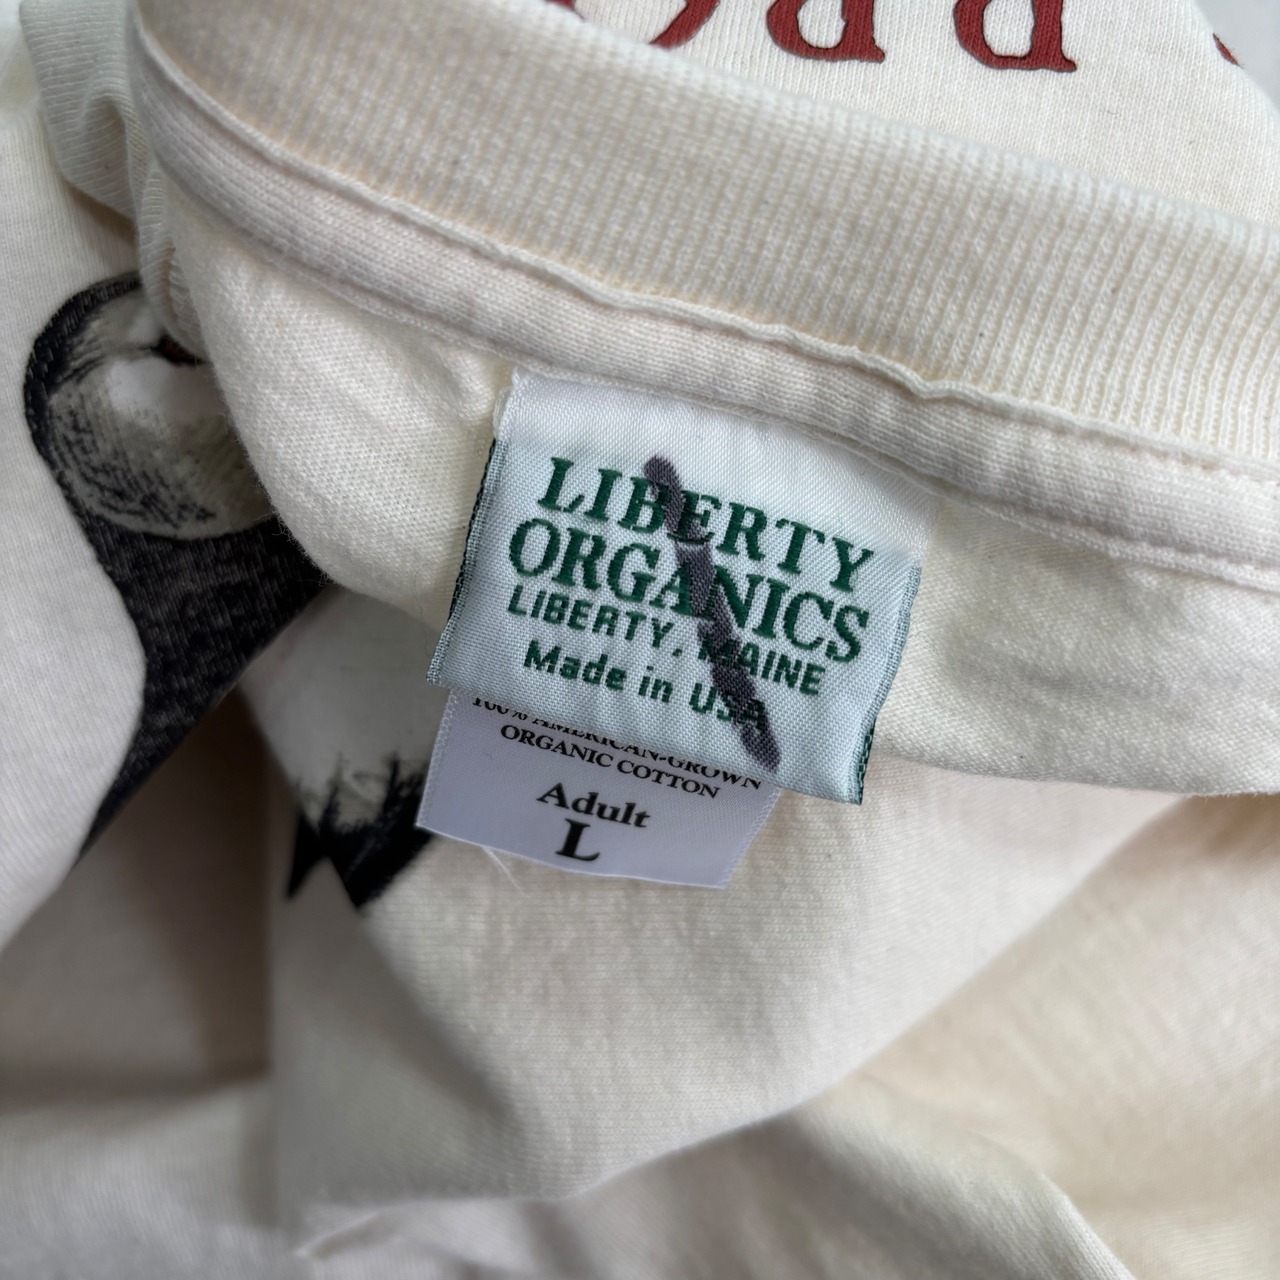 LIBERTY
ORGANICS
LIBERTY, MAINE
Made in USA
100% AMERICAN-GROWN
ORGANIC COTTON
Adult
L